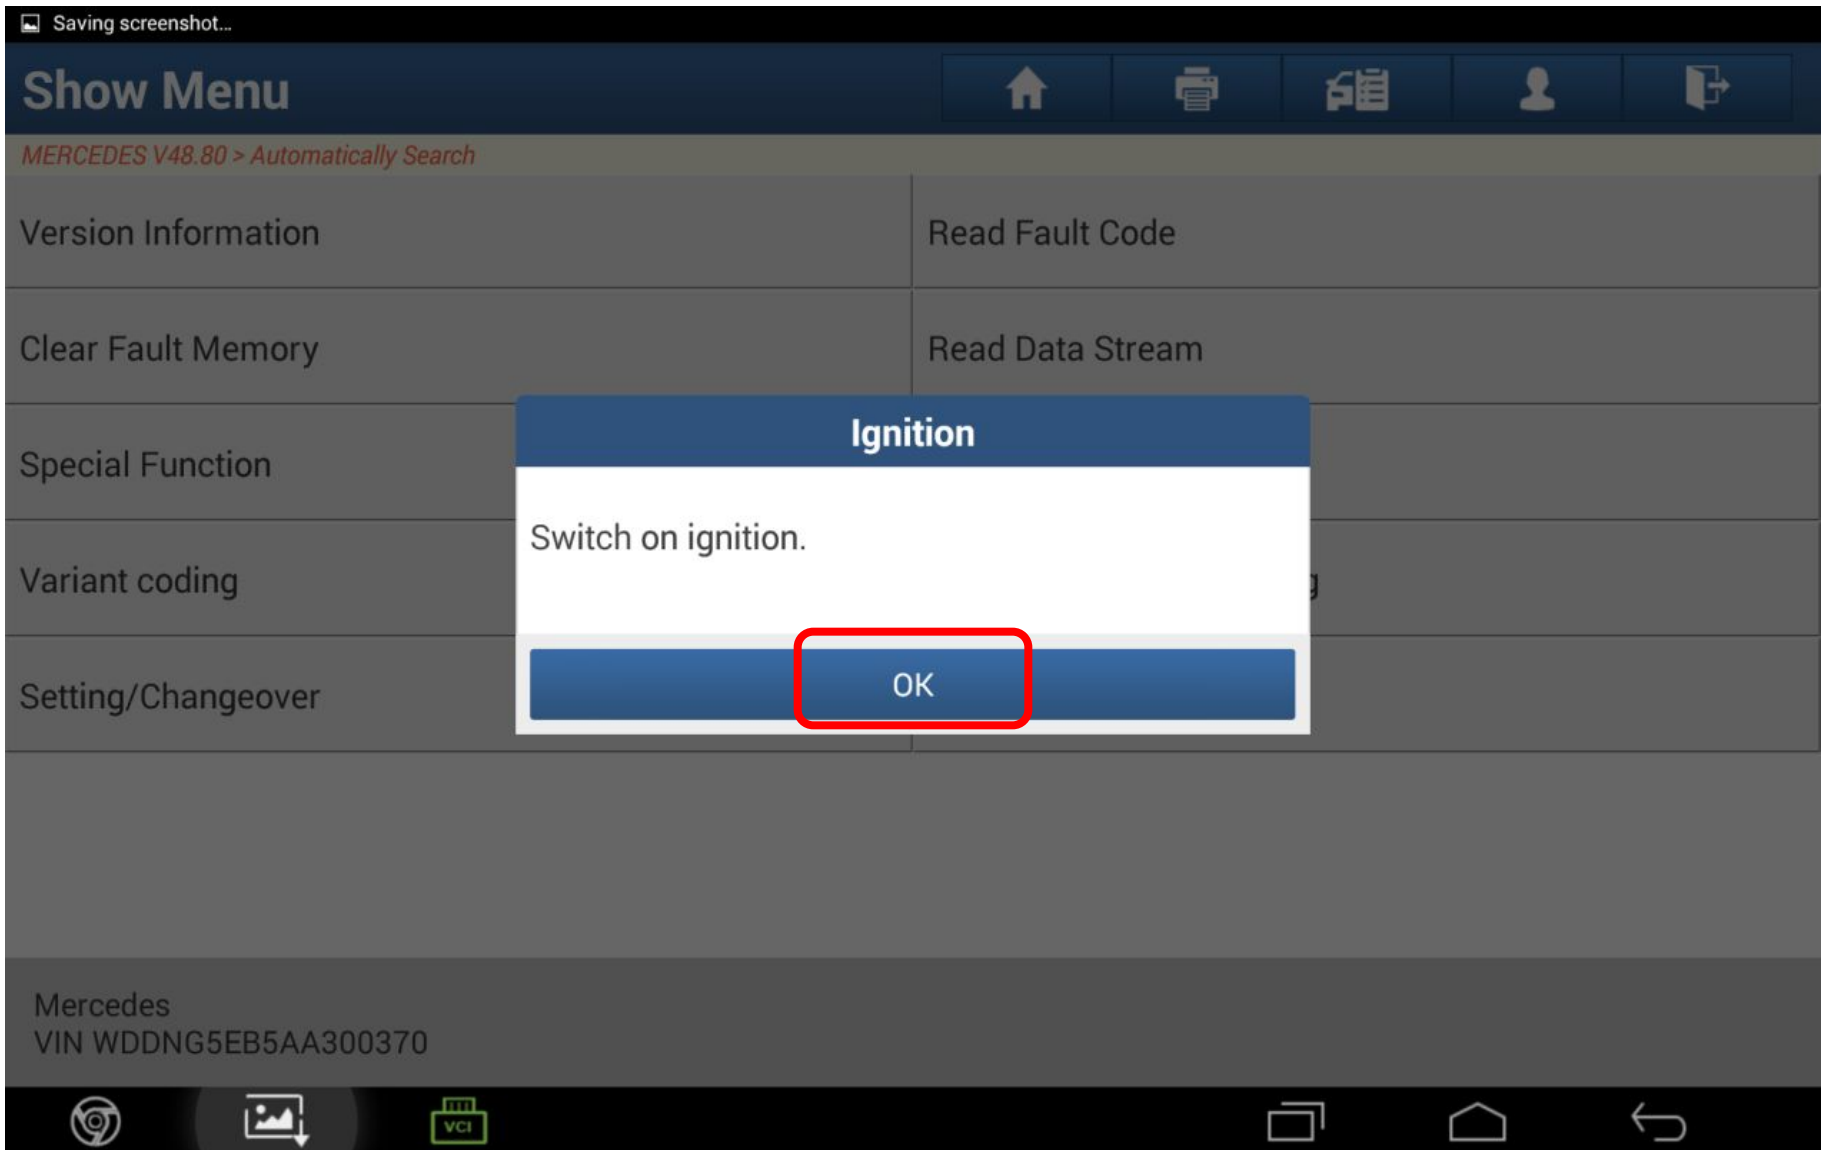 Saving screenshot...
Show Menu
MERCEDES V48.80 > Automatically Search
Version Information
Read Fault Code
Clear Fault Memory
Read Data Stream
Special Function
Variant coding
Setting/Changeover
Ignition
Switch on ignition.
OK
Mercedes
VIN WDDNG5EB5AA300370
VCI